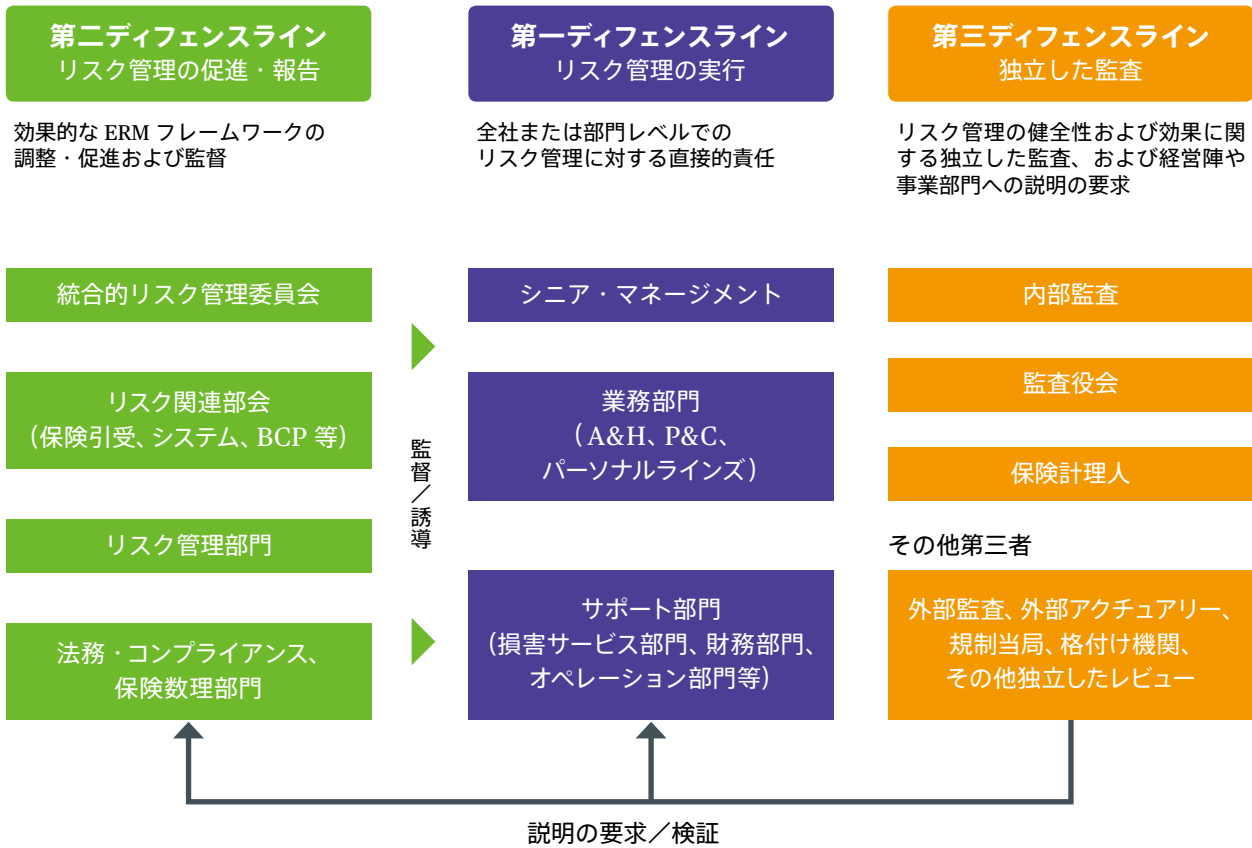 第二ディフェンスライン
リスク管理の促進・報告
効果的な ERM フレームワークの
調整・促進および監督
統合的リスク管理委員会
リスク関連部会
（保険引受、システム、BCP 等）
リスク管理部門
法務・コンプライアンス、
保険数理部門
監督／誘導
第一ディフェンスライン
リスク管理の実行
全社または部門レベルでの
リスク管理に対する直接的責任
シニア・マネージメント
業務部門
（A&H、P&C、
パーソナルラインズ）
サポート部門
（損害サービス部門、財務部門、
オペレーション部門等）
第三ディフェンスライン
独立した監査
リスク管理の健全性および効果に関
する独立した監査、および経営陣や
事業部門への説明の要求
内部監査
監査役会
保険計理人
その他第三者
外部監査、外部アクチュアリー、
規制当局、格付け機関、
その他独立したレビュー
説明の要求／検証